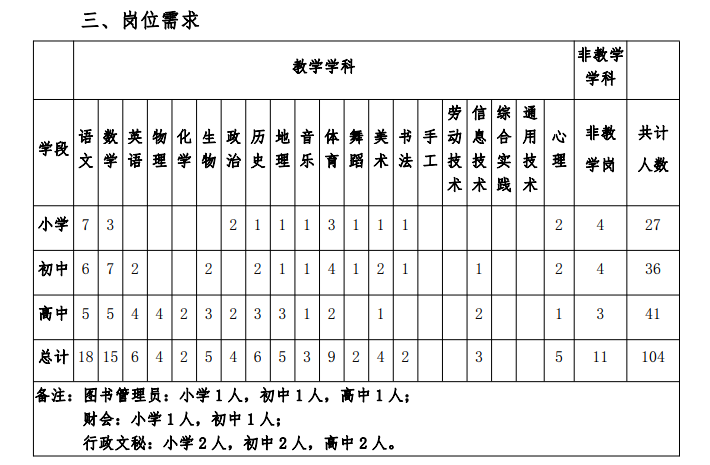 三、岗位需求
教学学科 非教学学科
学段 语文 数学 英语 物理 化学 生物 政治 历史 地理 音乐 体育 舞蹈 美术 书法 手工 劳动技术 信息技术 综合实践 通用技术 心理 非教学岗 共计人数
小学 7 3 2 1 1 1 3 1 1 1 2 4 27
初中 6 7 2 2 2 1 1 4 1 2 1 1 2 4 36
高中 5 5 4 4 2 3 2 3 3 1 2 1 2 1 3 41
总计 18 15 6 4 2 5 4 6 5 3 9 2 4 2 3 5 11 104
备注：图书管理员：小学1人，初中1人，高中1人；
财会：小学1人，初中1人；
行政文秘：小学2人，初中2人，高中2人。